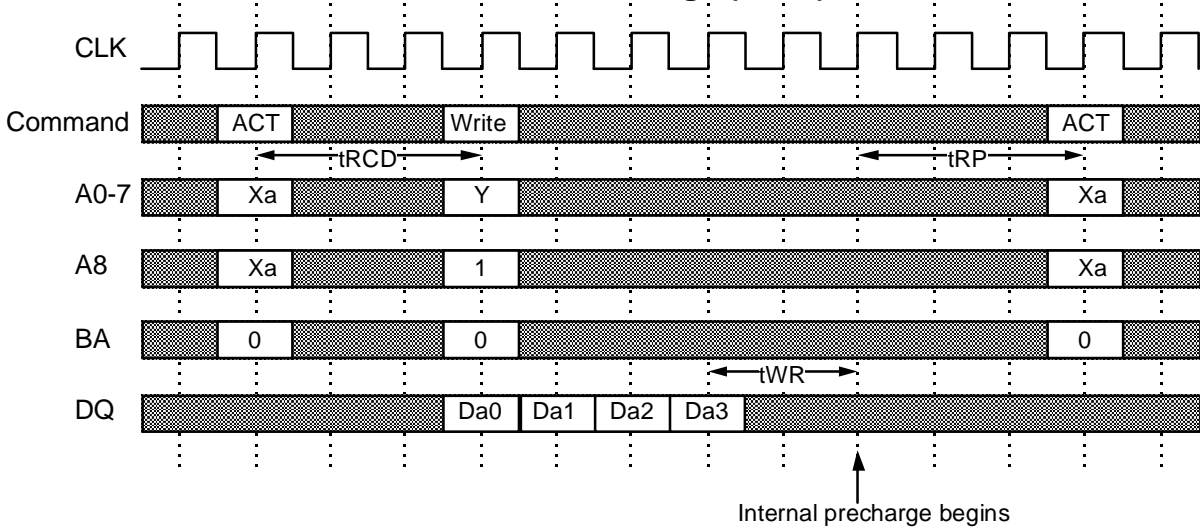 CLK
Command ACT Write ACT
tRCD tRP
A0-7 Xa Y Xa
A8 Xa 1 Xa
BA 0 0 0
tWR
DQ Da0 Da1 Da2 Da3
Internal precharge begins